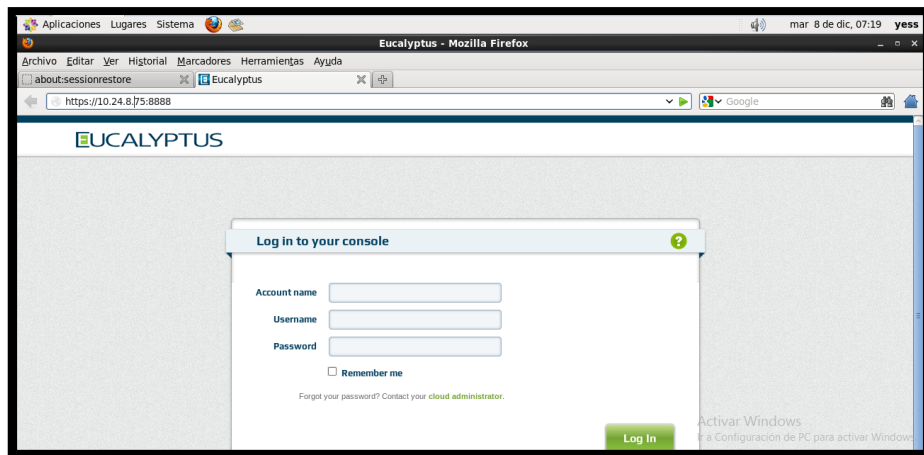 Aplicaciones Lugares Sistema mar 8 de dic, 07:19 yess
Eucalyptus - Mozilla Firefox
Archivo Editar Ver Historial Marcadores Herramientas Ayuda
about:sessionrestore Eucalyptus
https://10.24.8.75:8888 Google
EUCALYPTUS
Log in to your console ?
Account name
Username
Password
Remember me
Forgot your password? Contact your cloud administrator.
Activar Windows
Log In Ir a Configuración de PC para activar Windows